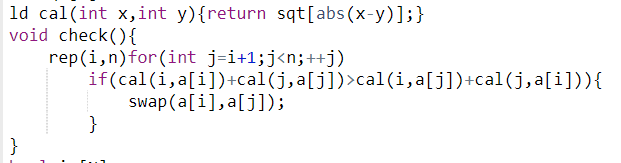 ld cal(int x,int y){return sqt[abs(x-y)];}
void check(){
    rep(i,n)for(int j=i+1;j<n;++j)
        if(cal(i,a[i])+cal(j,a[j])>cal(i,a[j])+cal(j,a[i])){
            swap(a[i],a[j]);
        }
}